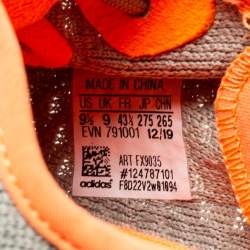 MADE IN CHINA
US UK FR JP CHN
9½ 9 43⅓ 275 265
EVN 791001 12/19
ART FX9035
#124787101
adidas F8D22V2W01094